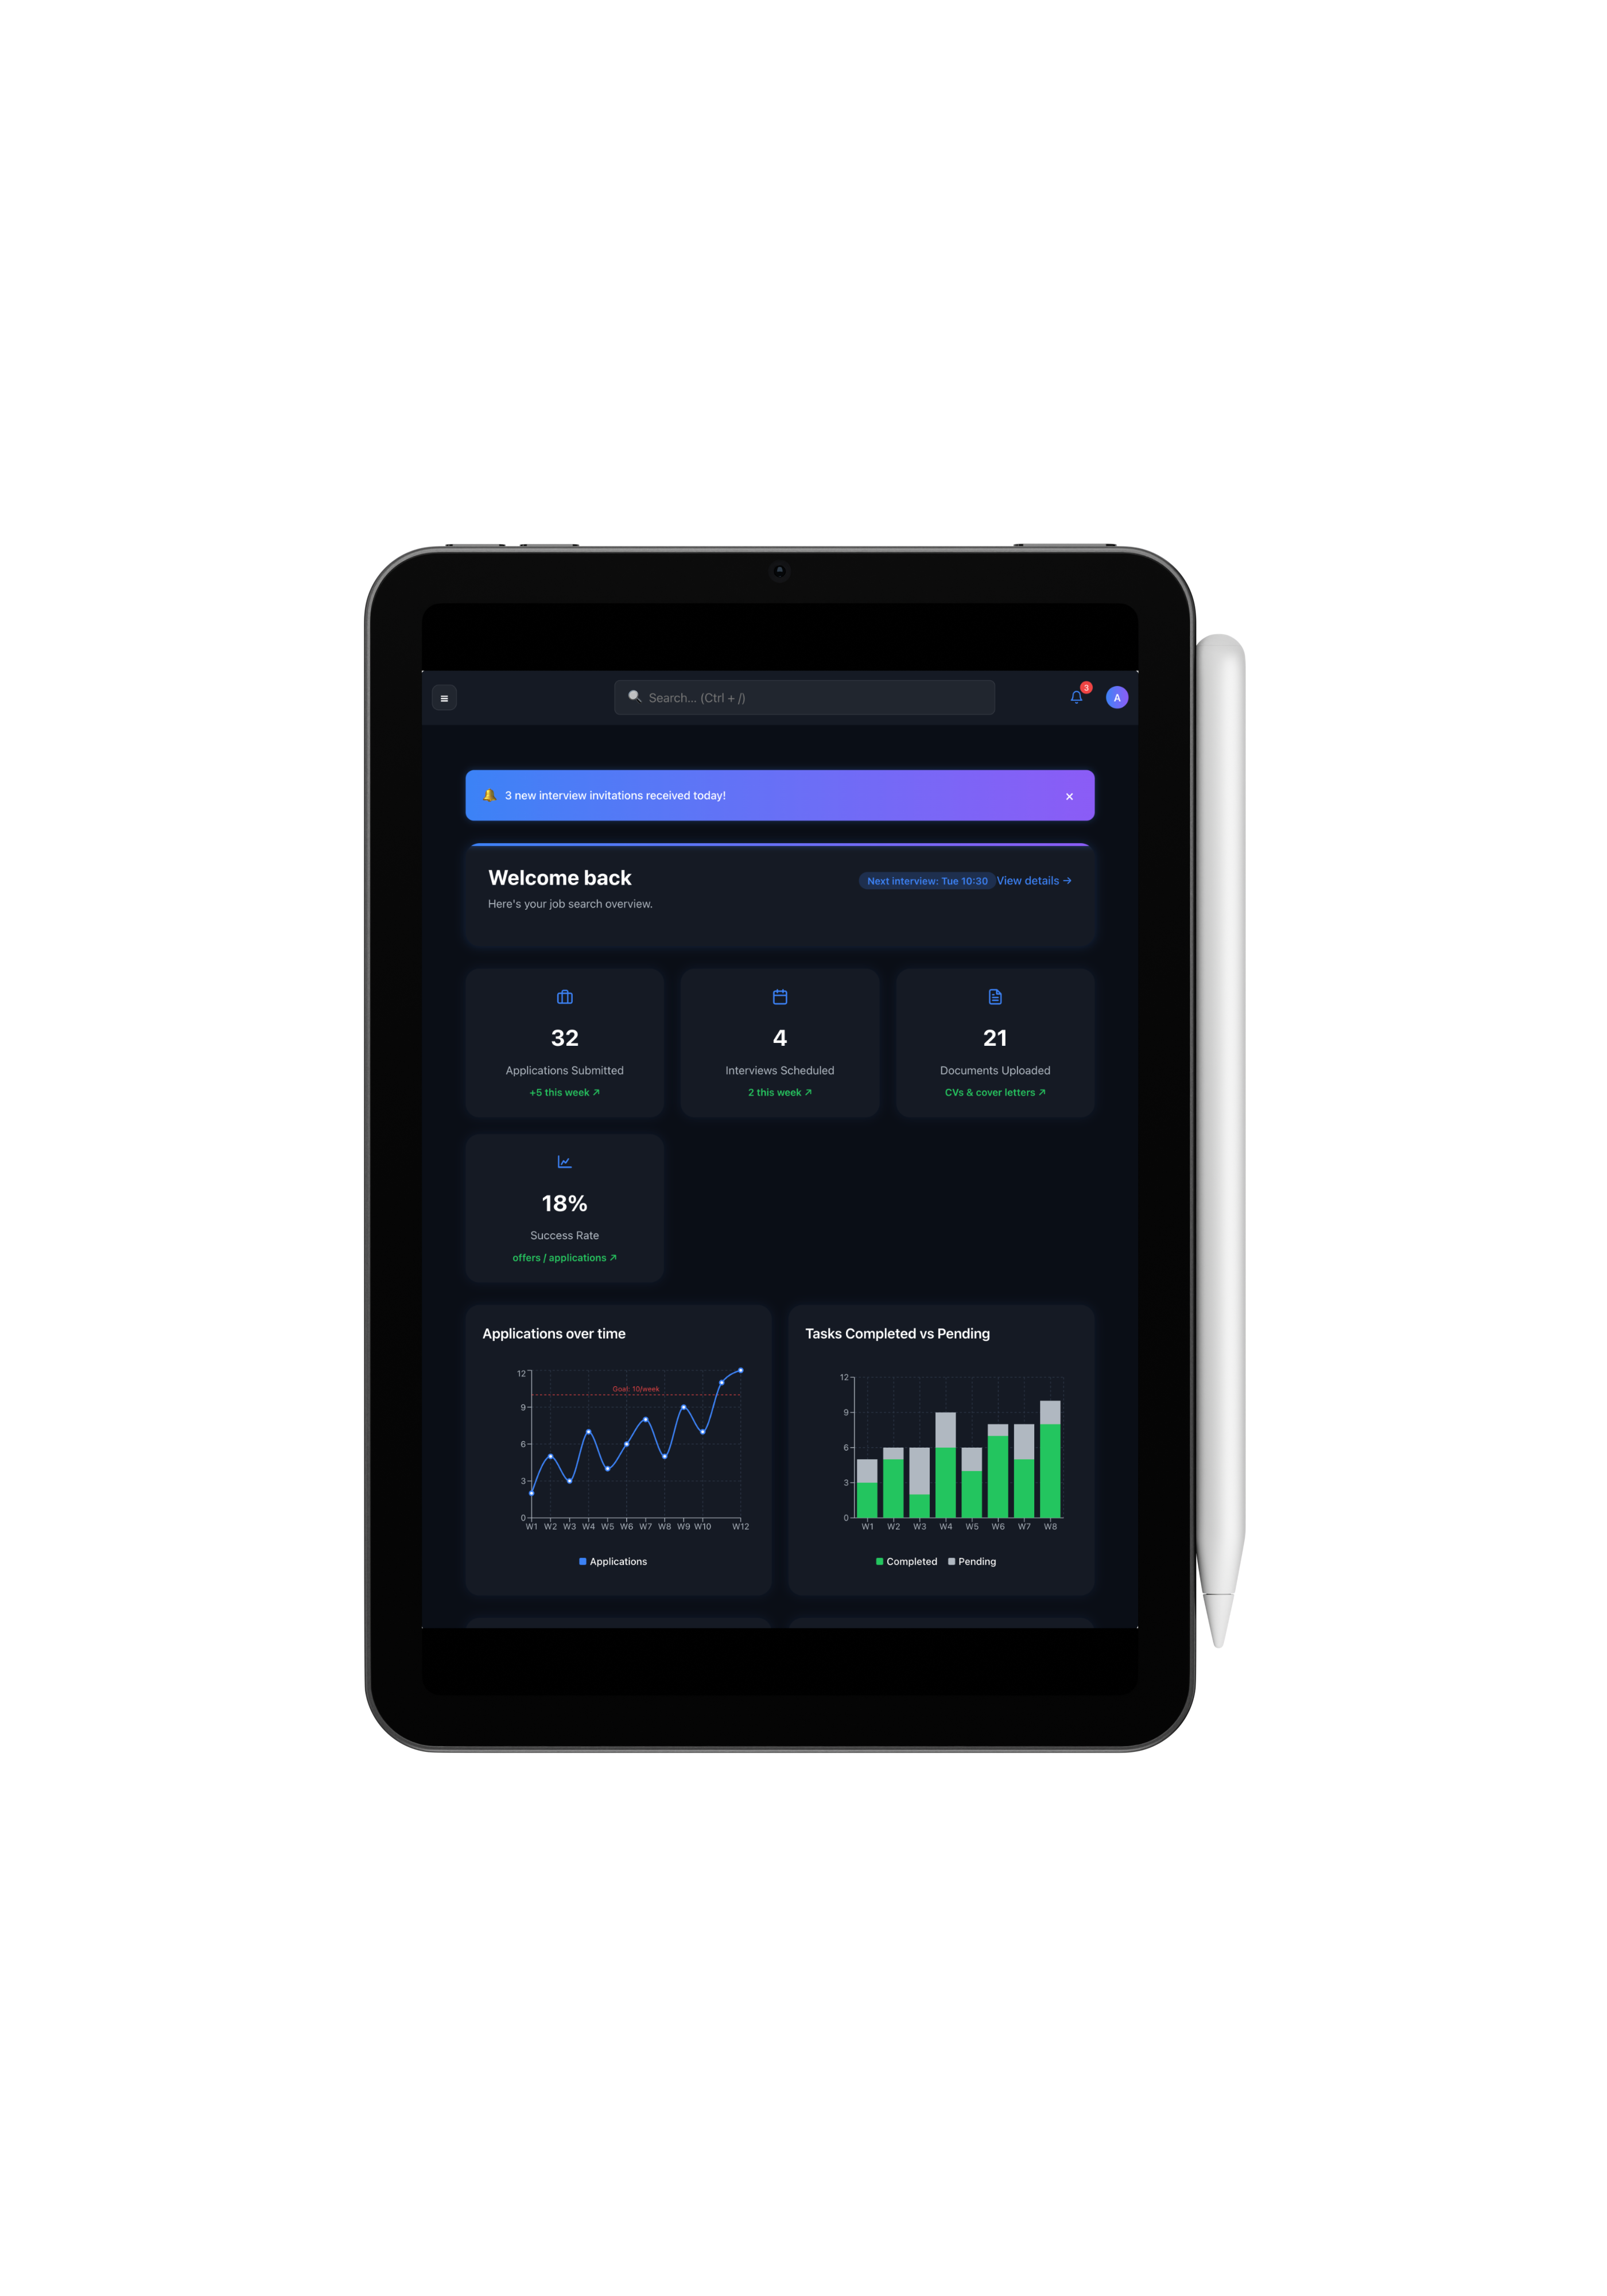 Search... (Ctrl + /)
3
A
3 new interview invitations received today!
×
Welcome back
Next interview: Tue 10:30 View details →
Here's your job search overview.
32
Applications Submitted
+5 this week ↗
4
Interviews Scheduled
2 this week ↗
21
Documents Uploaded
CVs & cover letters ↗
18%
Success Rate
offers / applications ↗
Applications over time
12
9
6
3
0
Goal: 10/week
W1 W2 W3 W4 W5 W6 W7 W8 W9 W10 W12
Applications
Tasks Completed vs Pending
12
9
6
3
0
W1 W2 W3 W4 W5 W6 W7 W8
Completed Pending